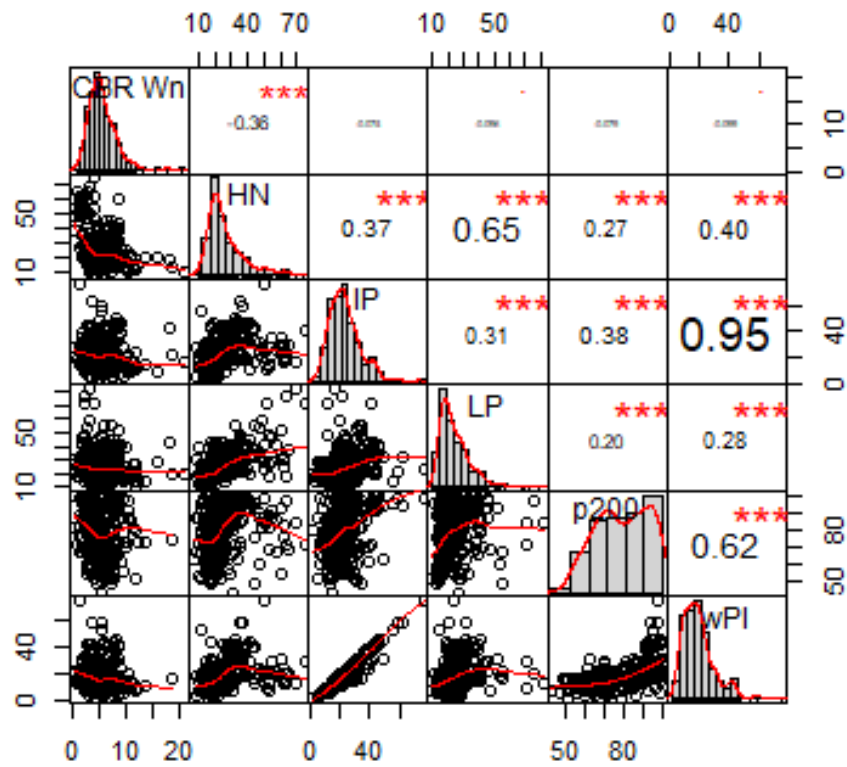 10 40 70 10 50 0 40
CBR Wn *** . .
-0.36
0 10
HN *** *** *** ***
0.37 0.65 0.27 0.40
10 50
IP *** *** ***
0.31 0.38 0.95
0 40
LP *** ***
0.20 0.28
10 50
p200 ***
0.62
50 80
wPI
0 40
0 10 20 0 40 50 80